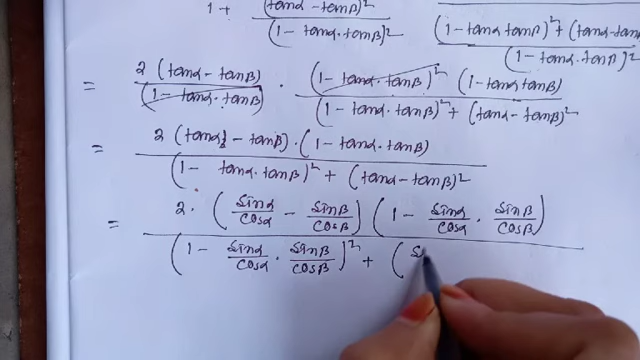 1 + (tanα - tanβ)² / (1 - tanα·tanβ)²
(1 - tanα tanβ)² + (tanα - tan / (1 - tanα·tanβ)²
= 2 (tanα - tanβ) / (1 - tanα·tanβ) · (1 - tanα·tanβ)² (1 - tanα tanβ) / (1 - tanα·tanβ)² + (tanα - tanβ)²
= 2 (tanα - tanβ)·(1 - tanα·tanβ) / (1 - tanα·tanβ)² + (tanα - tanβ)²
= 2·(sinα/cosα - sinβ/cosβ) (1 - sinα/cosα · sinβ/cosβ) / (1 - sinα/cosα · sinβ/cosβ)² + (